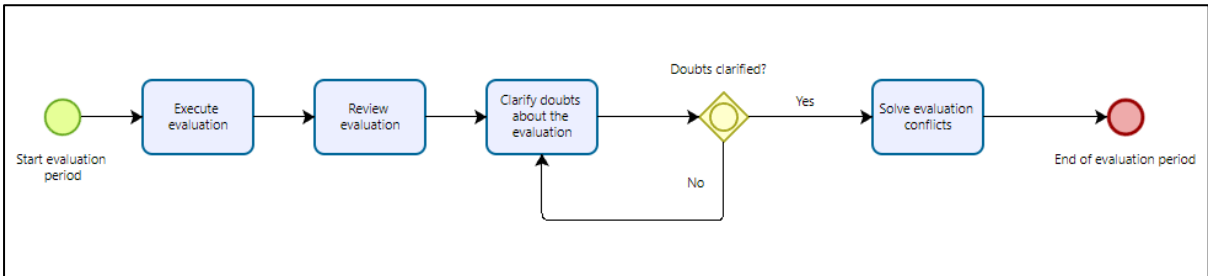 Doubts clarified?
Execute
evaluation
Review
evaluation
Clarify doubts
about the
evaluation
Yes
Solve evaluation
conflicts
Start evaluation
period
End of evaluation period
No